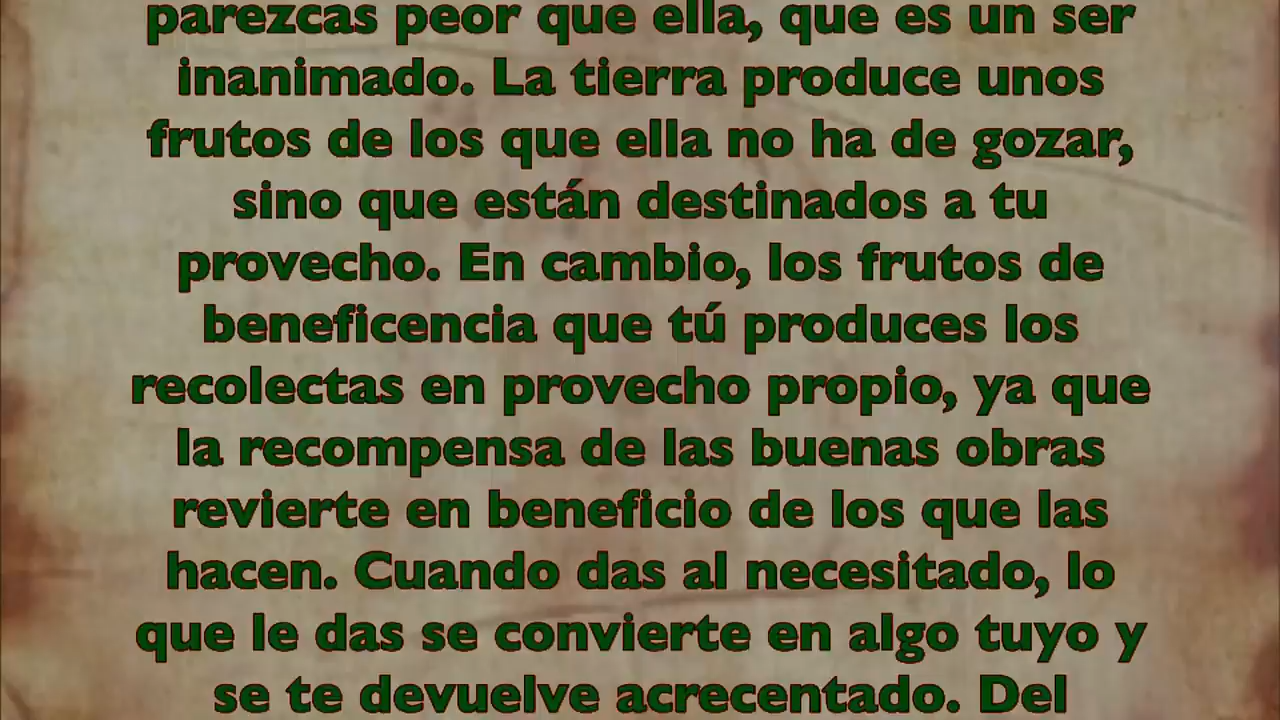 parezcas peor que ella, que es un ser
inanimado. La tierra produce unos
frutos de los que ella no ha de gozar,
sino que están destinados a tu
provecho. En cambio, los frutos de
beneficencia que tú produces los
recolectas en provecho propio, ya que
la recompensa de las buenas obras
revierte en beneficio de los que las
hacen. Cuando das al necesitado, lo
que le das se convierte en algo tuyo y
se te devuelve acrecentado. Del